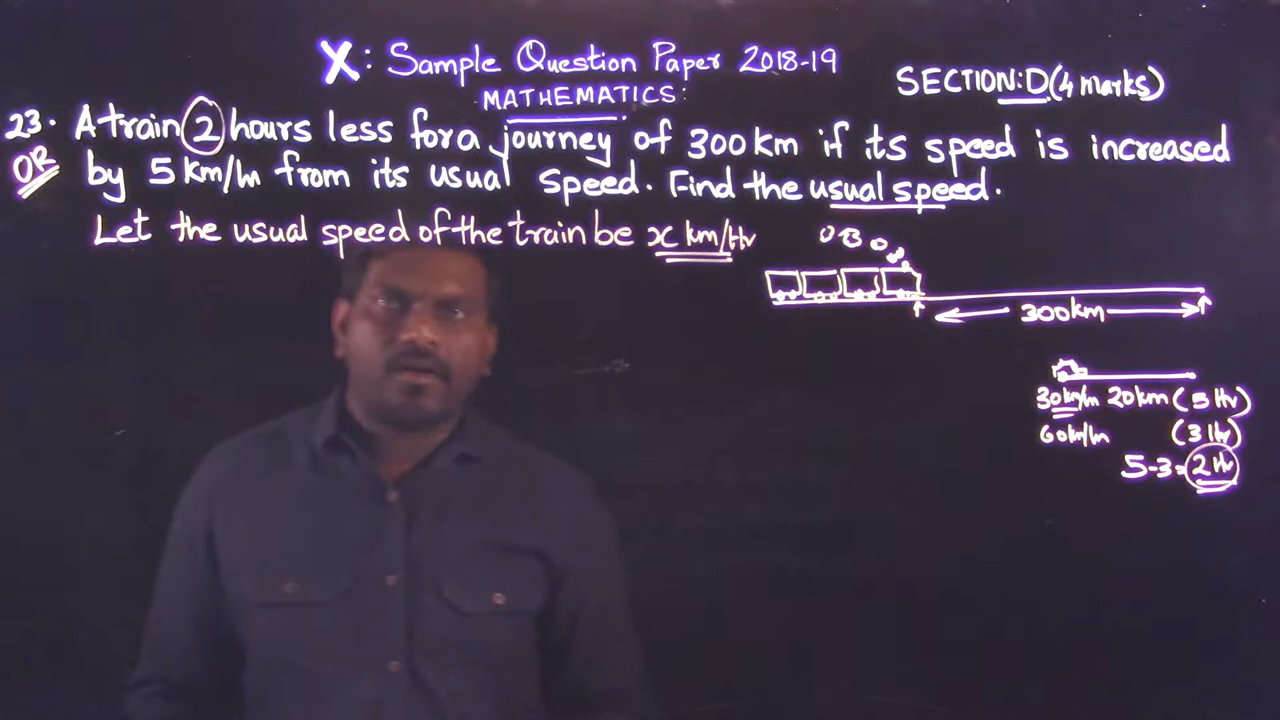 X: Sample Question Paper 2018-19
MATHEMATICS:
SECTION:D(4 marks)
23. A train 2 hours less for a journey of 300 km if its speed is increased
OR by 5 km/hr from its usual speed. Find the usual speed.
Let the usual speed of the train be x km/Hr
300km
30km/hr 20km (5 Hr)
60km/hr (3 Hr)
5-3=2 Hr